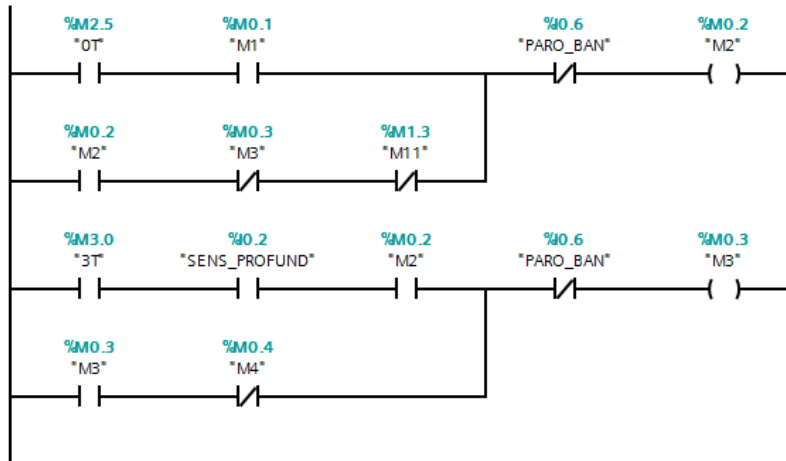 %M2.5 %M0.1 %I0.6 %M0.2
"0T" "M1" "PARO_BAN" "M2"
%M0.2 %M0.3 %M1.3
"M2" "M3" "M11"
%M3.0 %I0.2 %M0.2 %I0.6 %M0.3
"3T" "SENS_PROFUND" "M2" "PARO_BAN" "M3"
%M0.3 %M0.4
"M3" "M4"